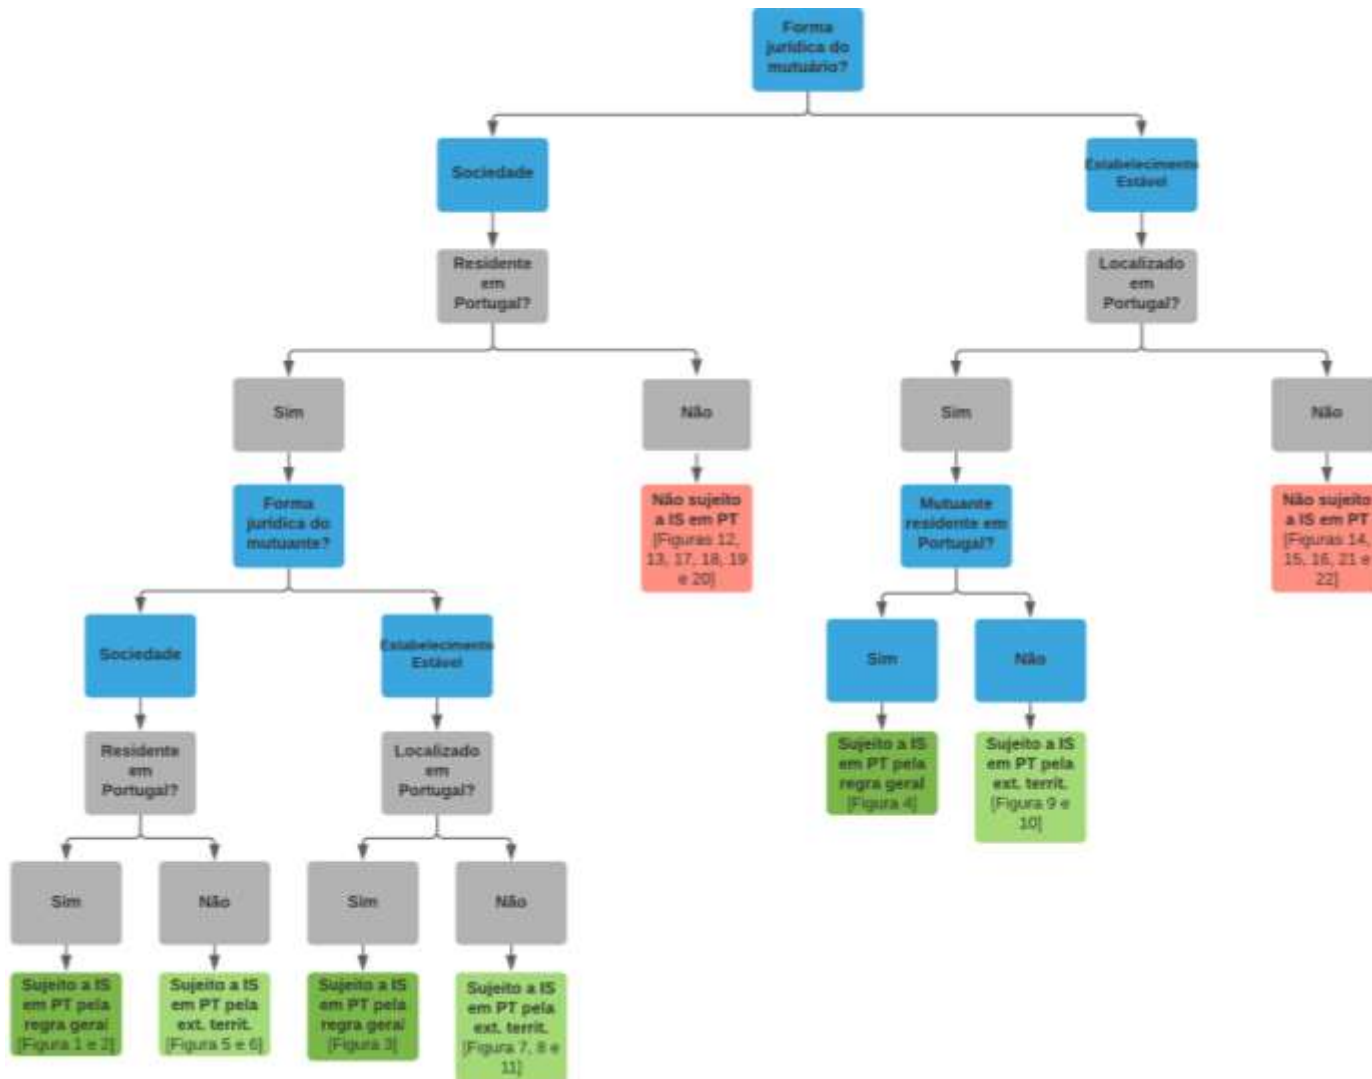 Forma
jurídica do
mutuário?
Sociedade
Estabelecimento
Estável
Residente
em
Portugal?
Localizado
em
Portugal?
Sim
Não
Sim
Não
Forma
jurídica do
mutuante?
Não sujeito
a IS em PT
[Figuras 12,
13, 17, 18, 19
e 20]
Mutuante
residente em
Portugal?
Não sujeito
a IS em PT
[Figuras 14,
15, 16, 21 e
22]
Sociedade
Estabelecimento
Estável
Sim
Não
Residente
em
Portugal?
Localizado
em
Portugal?
Sujeito a IS
em PT pela
regra geral
[Figura 4]
Sujeito a IS
em PT pela
ext. territ.
[Figura 9 e
10]
Sim
Não
Sim
Não
Sujeito a IS
em PT pela
regra geral
[Figura 1 e 2]
Sujeito a IS
em PT pela
ext. territ.
[Figura 5 e 6]
Sujeito a IS
em PT pela
regra geral
[Figura 3]
Sujeito a IS
em PT pela
ext. territ.
[Figura 7, 8 e
11]